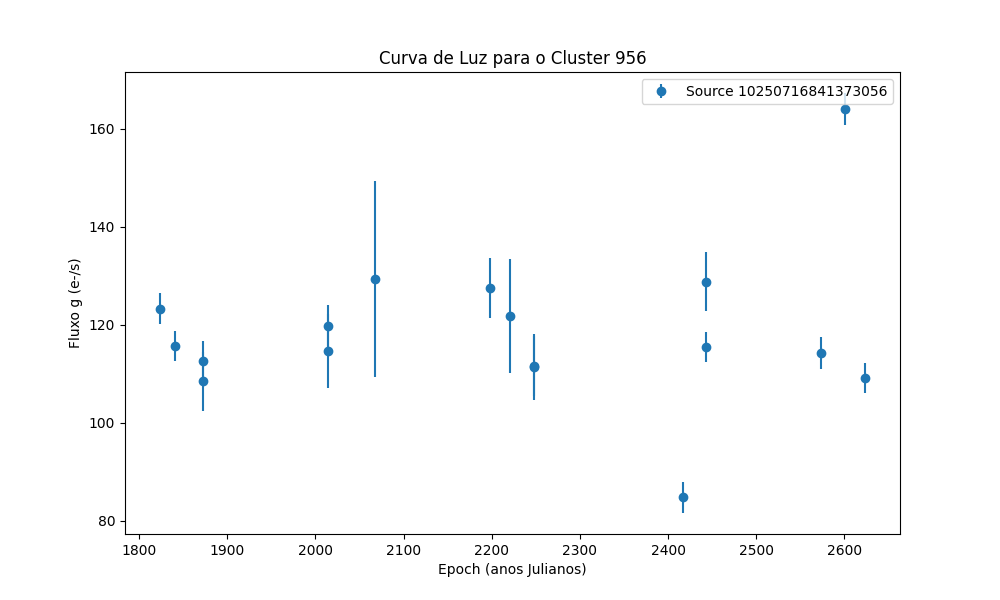 Curva de Luz para o Cluster 956
Source 10250716841373056
160
140
120
100
80
Fluxo g (e-/s)
1800 1900 2000 2100 2200 2300 2400 2500 2600
Epoch (anos Julianos)